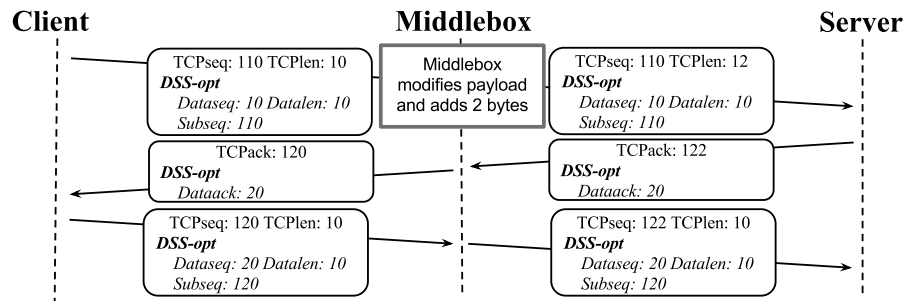 Client
Middlebox
Server
TCPseq: 110 TCPlen: 10
DSS-opt
Dataseq: 10 Datalen: 10
Subseq: 110
Middlebox
modifies payload
and adds 2 bytes
TCPseq: 110 TCPlen: 12
DSS-opt
Dataseq: 10 Datalen: 10
Subseq: 110
TCPack: 120
DSS-opt
Dataack: 20
TCPack: 122
DSS-opt
Dataack: 20
TCPseq: 120 TCPlen: 10
DSS-opt
Dataseq: 20 Datalen: 10
Subseq: 120
TCPseq: 122 TCPlen: 10
DSS-opt
Dataseq: 20 Datalen: 10
Subseq: 120